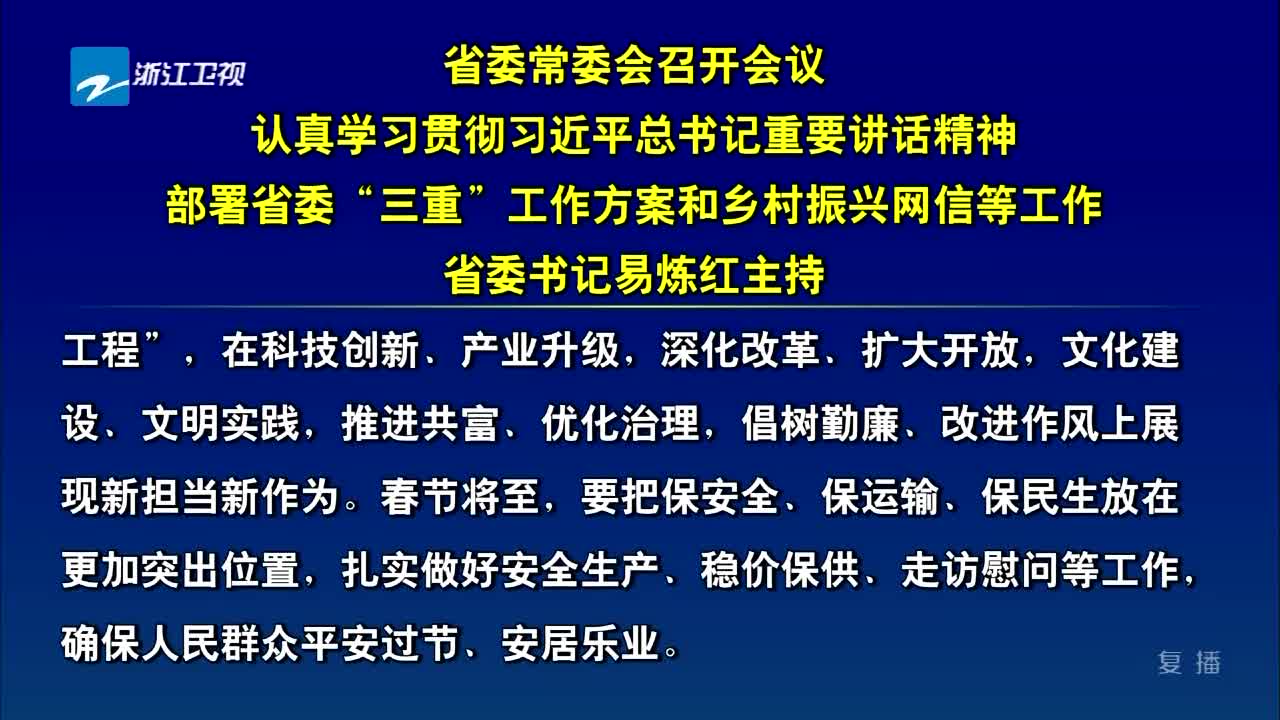 浙江卫视
省委常委会召开会议
认真学习贯彻习近平总书记重要讲话精神
部署省委“三重”工作方案和乡村振兴网信等工作
省委书记易炼红主持
工程”，在科技创新、产业升级，深化改革、扩大开放，文化建
设、文明实践，推进共富、优化治理，倡树勤廉、改进作风上展
现新担当新作为。春节将至，要把保安全、保运输、保民生放在
更加突出位置，扎实做好安全生产、稳价保供、走访慰问等工作，
确保人民群众平安过节、安居乐业。
复播